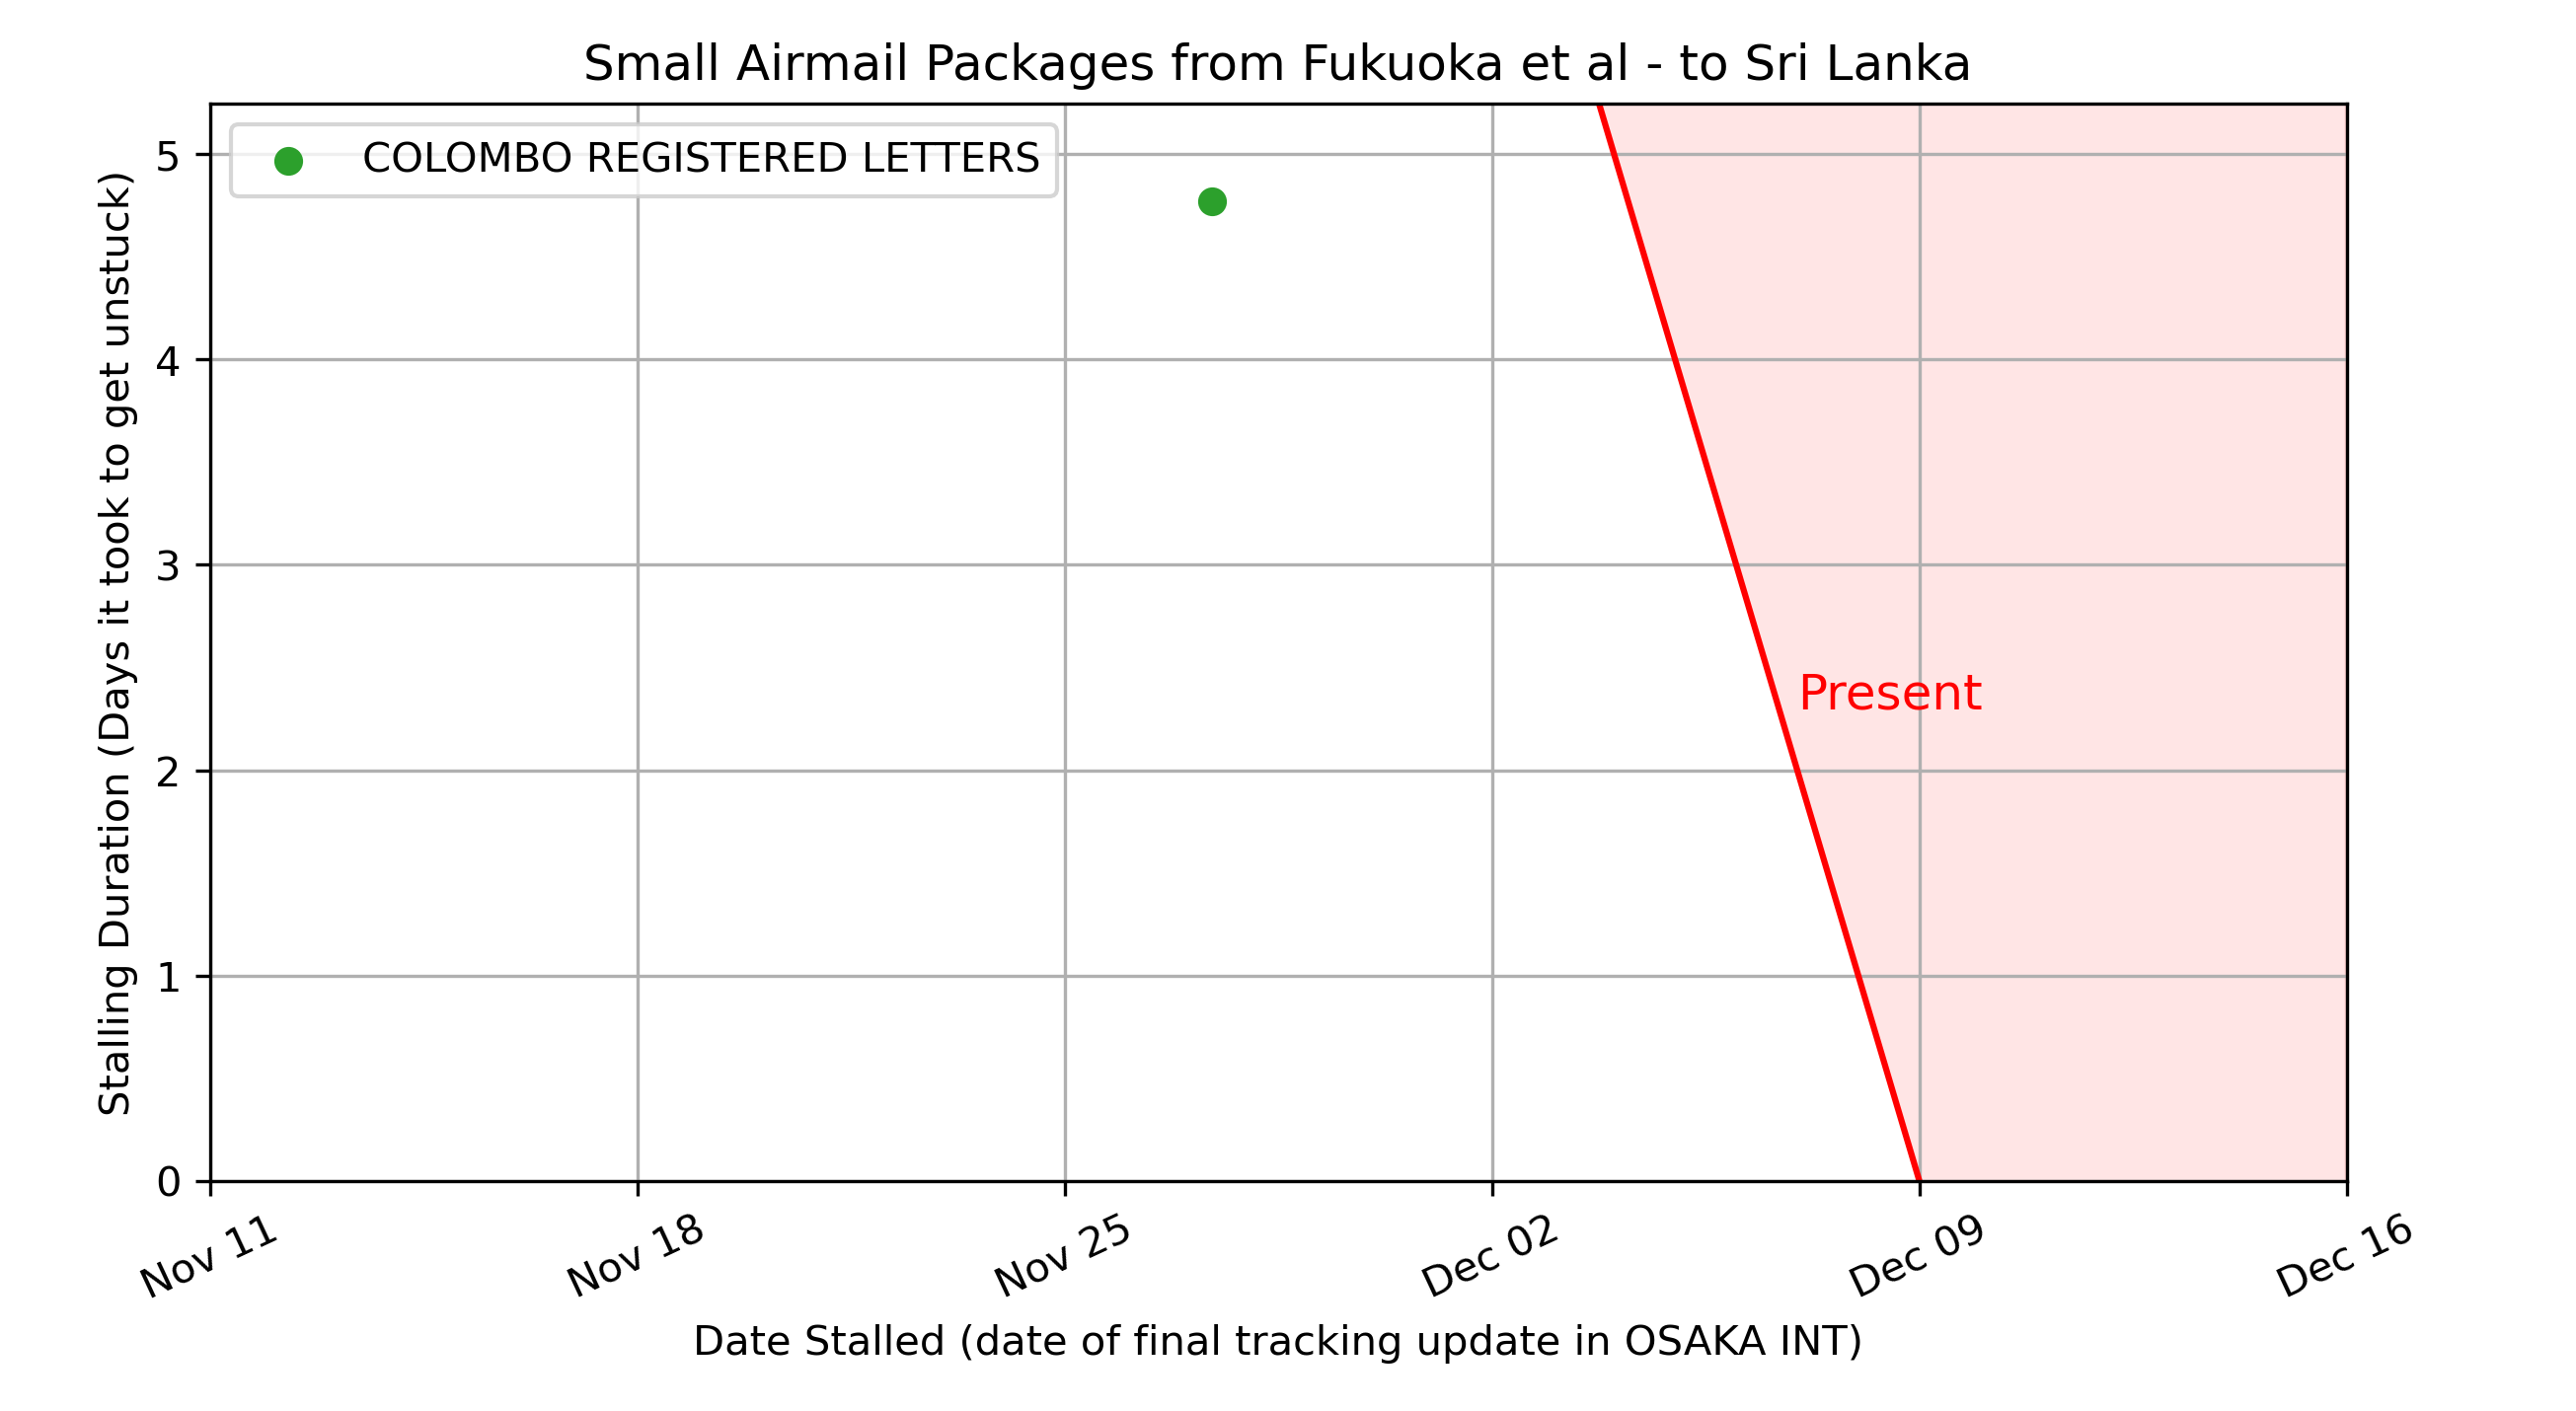 Small Airmail Packages from Fukuoka et al - to Sri Lanka
COLOMBO REGISTERED LETTERS
Stalling Duration (Days it took to get unstuck)
5
4
3
2
1
0
Present
Nov 11
Nov 18
Nov 25
Dec 02
Dec 09
Dec 16
Date Stalled (date of final tracking update in OSAKA INT)